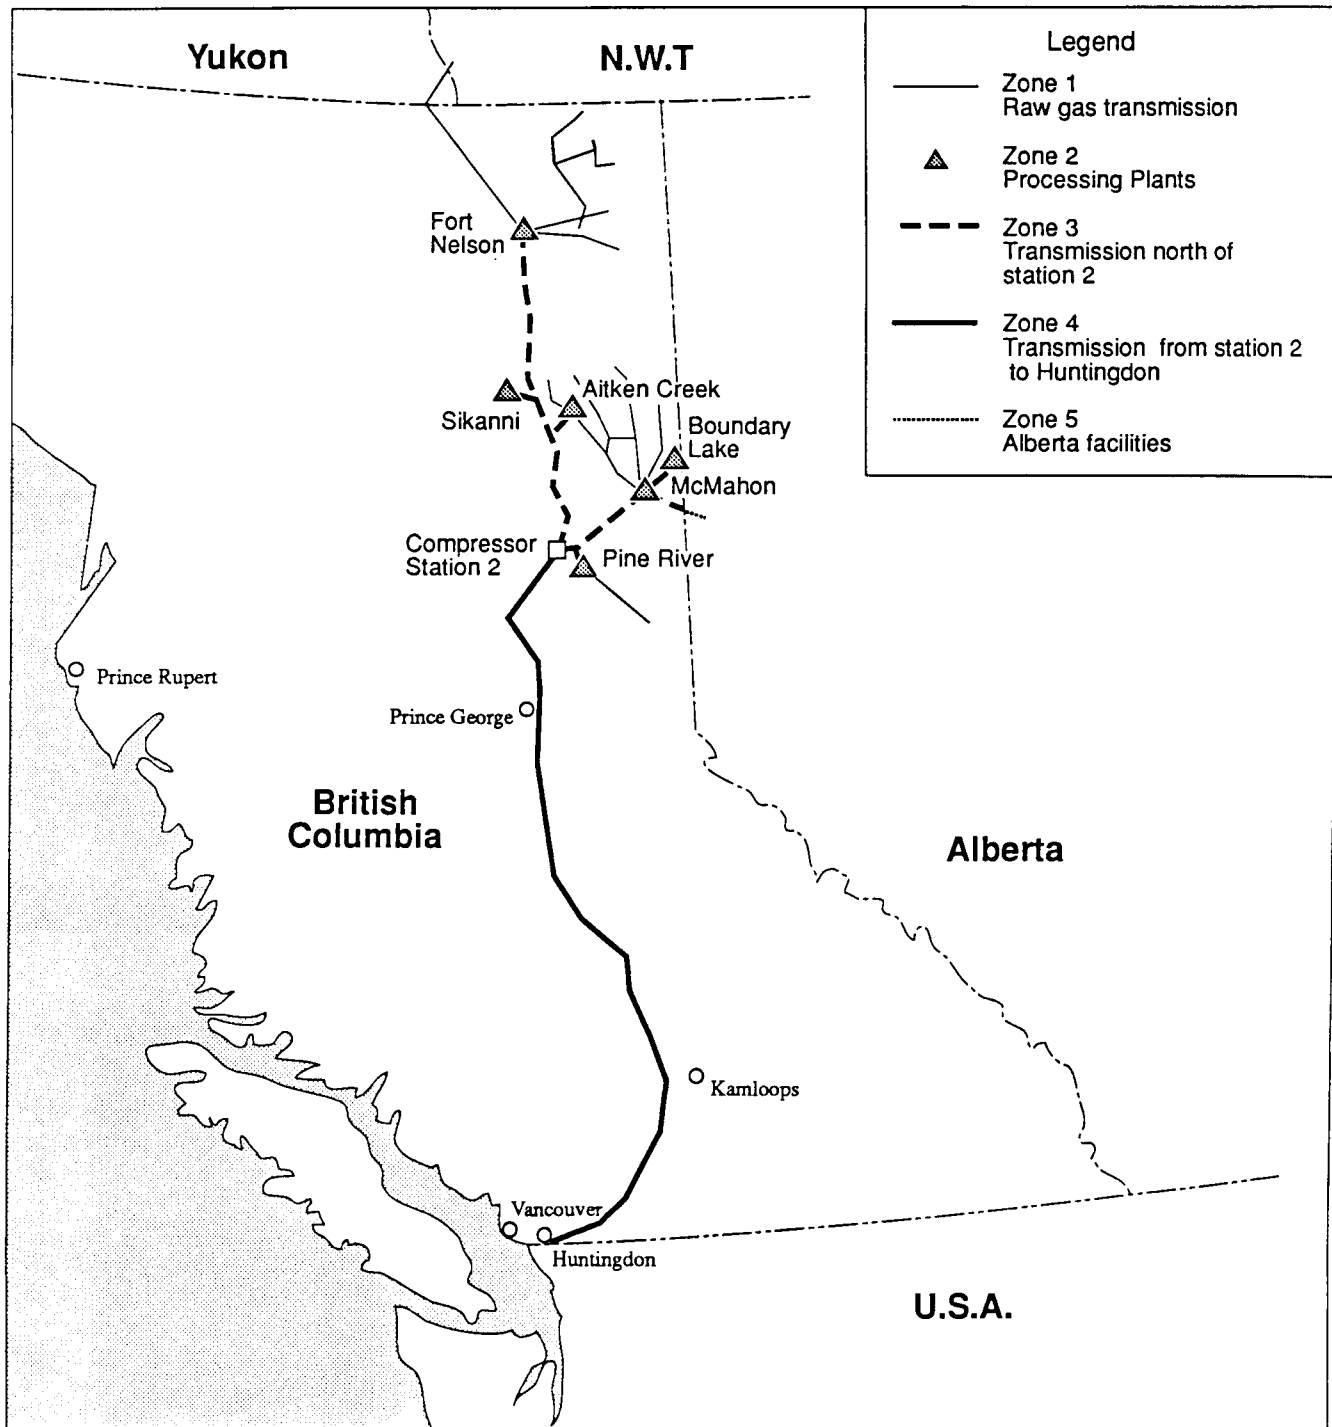 Yukon
N.W.T
Legend
Zone 1
Raw gas transmission
Zone 2
Processing Plants
Zone 3
Transmission north of
station 2
Zone 4
Transmission from station 2
to Huntingdon
Zone 5
Alberta facilities
Fort
Nelson
Sikanni
Aitken Creek
Boundary
Lake
McMahon
Compressor
Station 2
Pine River
Prince Rupert
Prince George
British
Columbia
Alberta
Kamloops
Vancouver
Huntingdon
U.S.A.